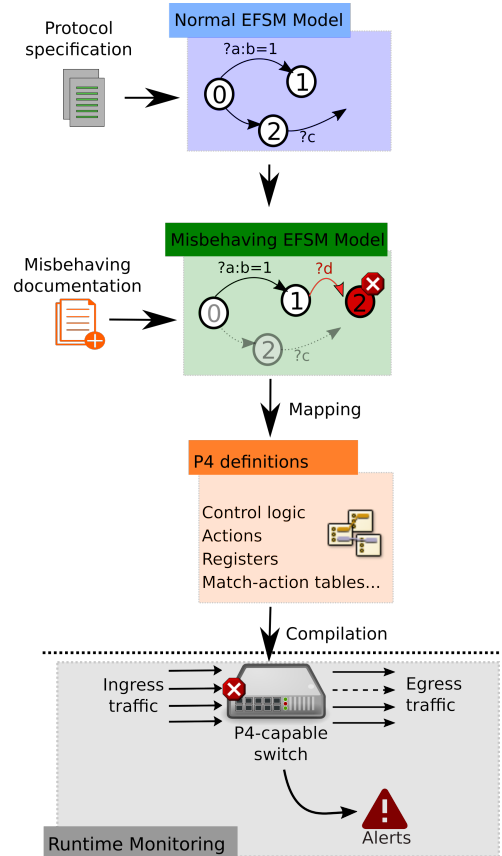 Protocol
specification
Normal EFSM Model
?a:b=1
0
1
2
?c
Misbehaving
documentation
Misbehaving EFSM Model
?a:b=1
?d
0
1
2
2
?c
Mapping
P4 definitions
Control logic
Actions
Registers
Match-action tables...
Compilation
Ingress
traffic
Egress
traffic
P4-capable
switch
Alerts
Runtime Monitoring